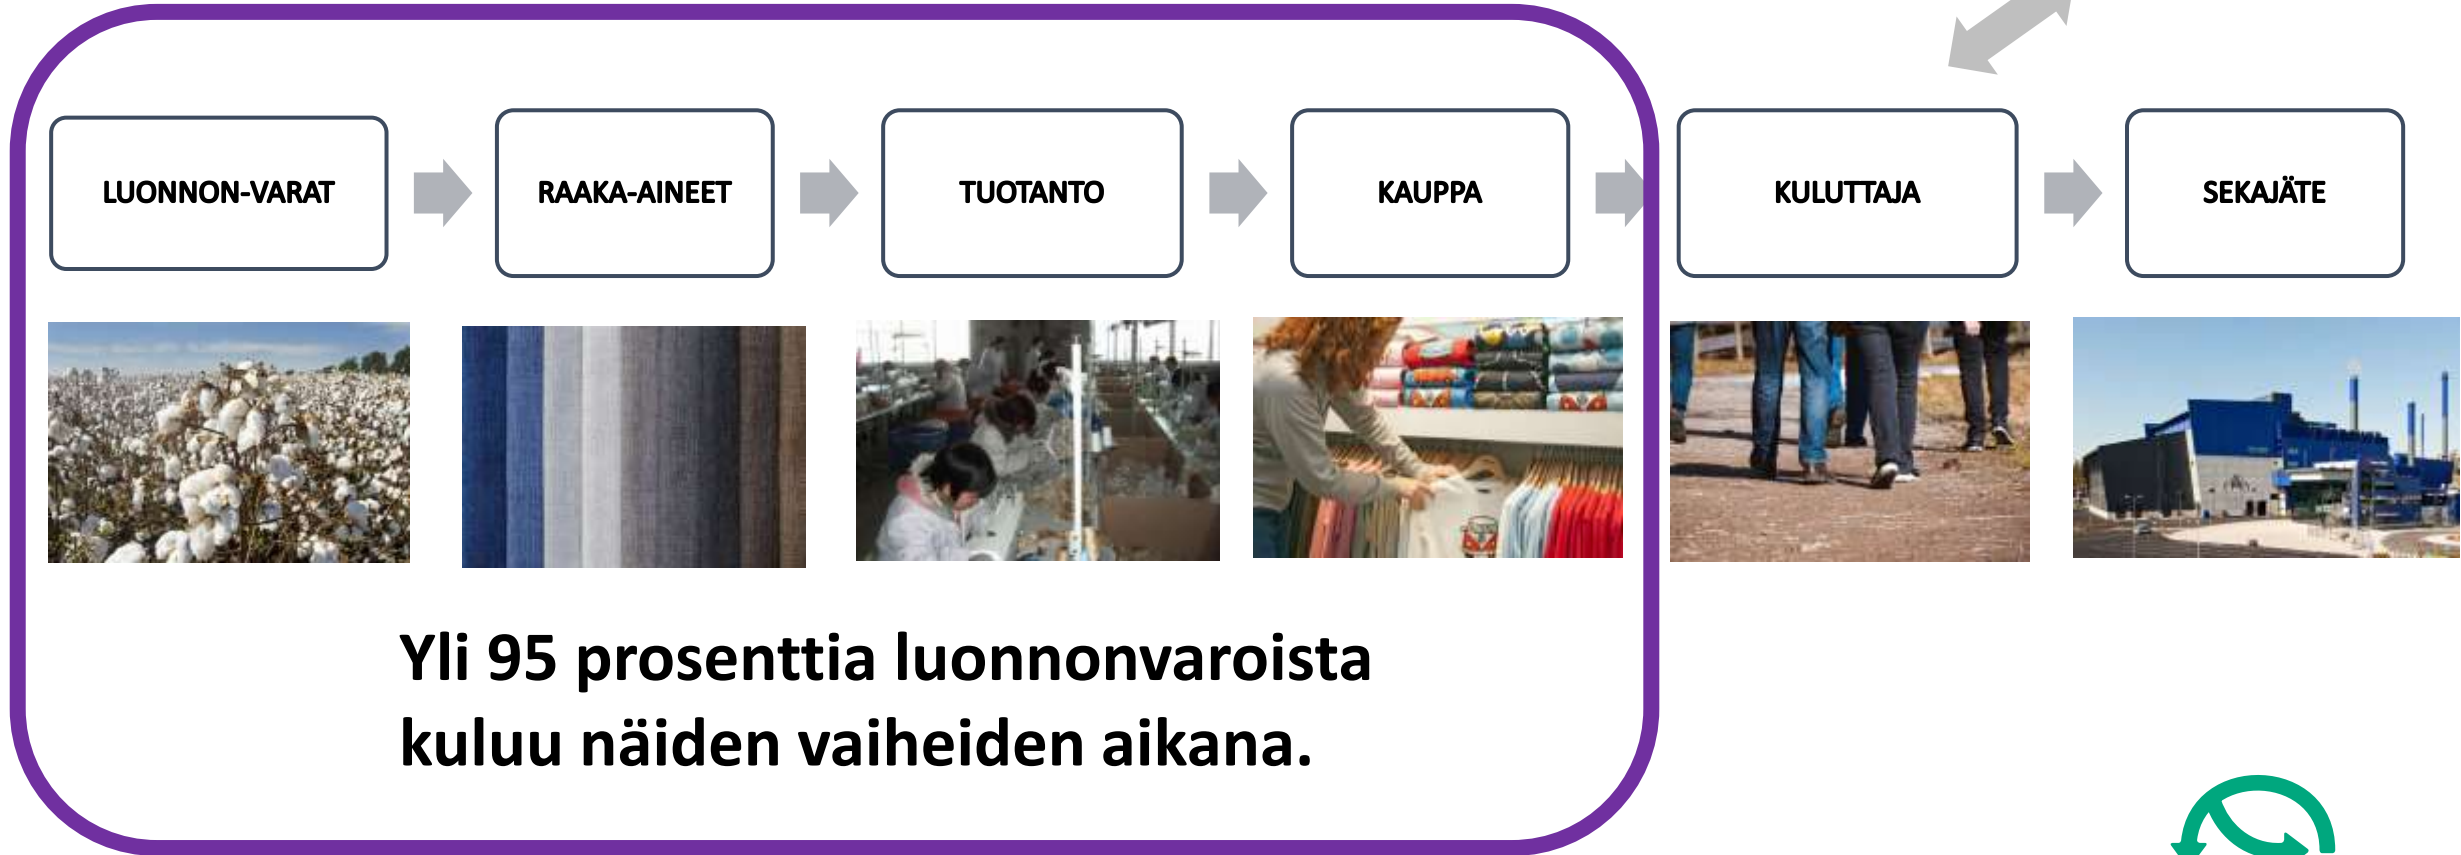 LUONNON-VARAT
RAAKA-AINEET
TUOTANTO
KAUPPA
KULUTTAJA
SEKAJÄTE
Yli 95 prosenttia luonnonvaroista
kuluu näiden vaiheiden aikana.